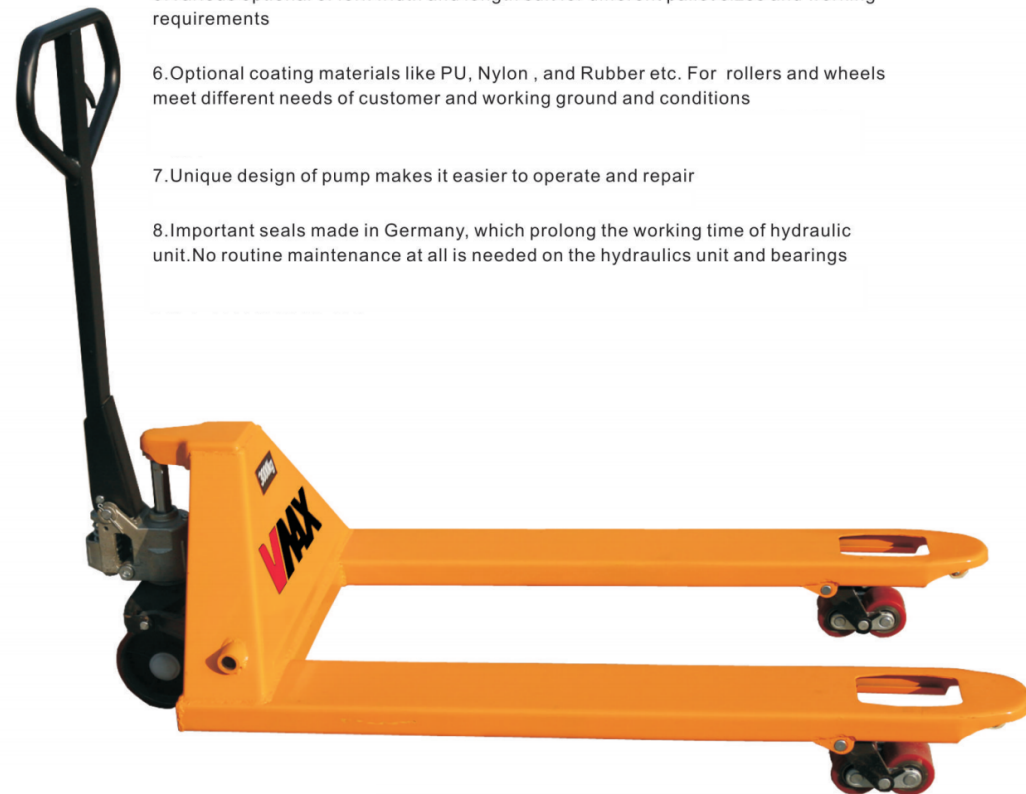 requirements
6.Optional coating materials like PU, Nylon , and Rubber etc. For rollers and wheels
meet different needs of customer and working ground and conditions
7.Unique design of pump makes it easier to operate and repair
8.Important seals made in Germany, which prolong the working time of hydraulic
unit.No routine maintenance at all is needed on the hydraulics unit and bearings
3000kg
VMAX